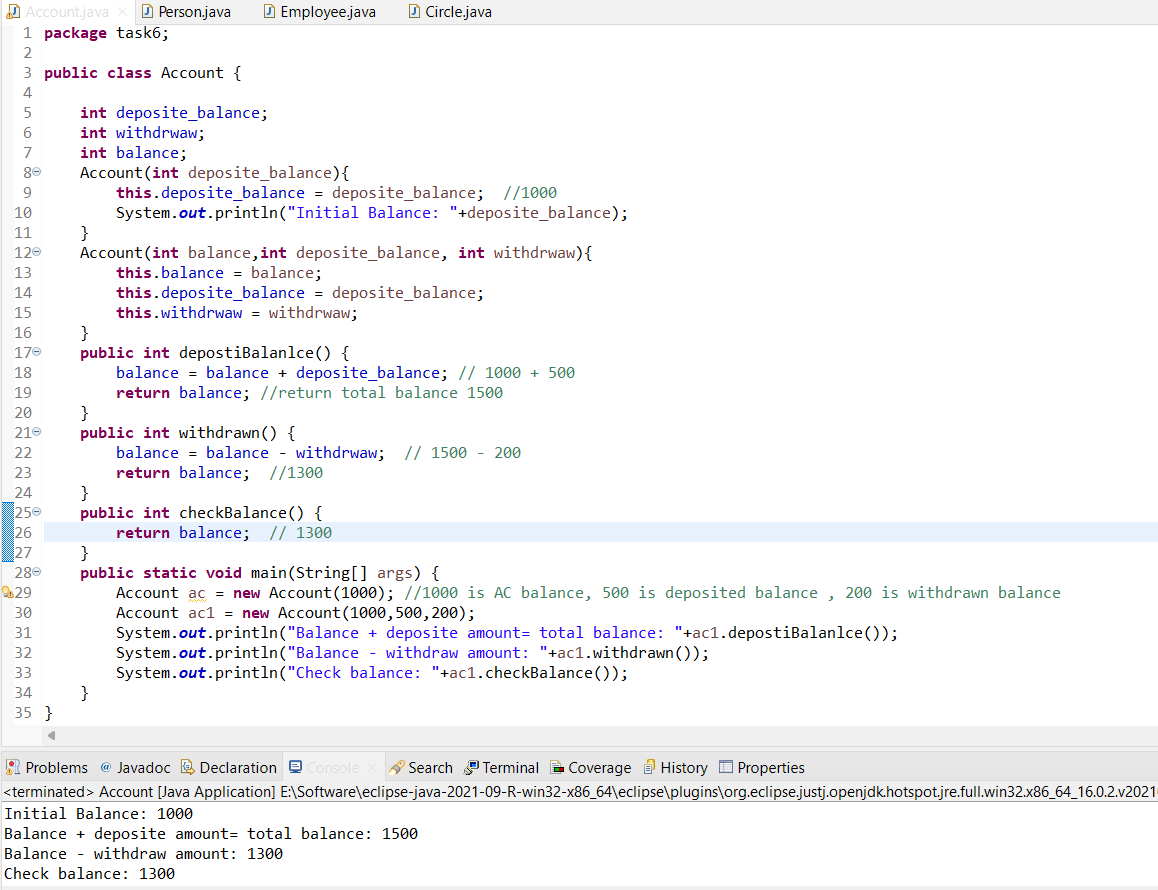 Account.java Person.java Employee.java Circle.java
1 package task6;
2
3 public class Account {
4
5 int deposite_balance;
6 int withdrwaw;
7 int balance;
8 Account(int deposite_balance){
9 this.deposite_balance = deposite_balance; //1000
10 System.out.println("Initial Balance: "+deposite_balance);
11 }
12 Account(int balance,int deposite_balance, int withdrwaw){
13 this.balance = balance;
14 this.deposite_balance = deposite_balance;
15 this.withdrwaw = withdrwaw;
16 }
17 public int depostiBalanlce() {
18 balance = balance + deposite_balance; // 1000 + 500
19 return balance; //return total balance 1500
20 }
21 public int withdrawn() {
22 balance = balance - withdrwaw; // 1500 - 200
23 return balance; //1300
24 }
25 public int checkBalance() {
26 return balance; // 1300
27 }
28 public static void main(String[] args) {
29 Account ac = new Account(1000); //1000 is AC balance, 500 is deposited balance , 200 is withdrawn balance
30 Account ac1 = new Account(1000,500,200);
31 System.out.println("Balance + deposite amount= total balance: "+ac1.depostiBalanlce());
32 System.out.println("Balance - withdraw amount: "+ac1.withdrawn());
33 System.out.println("Check balance: "+ac1.checkBalance());
34 }
35 }
Problems @ Javadoc Declaration Console Search Terminal Coverage History Properties
<terminated> Account [Java Application] E:\Software\eclipse-java-2021-09-R-win32-x86_64\eclipse\plugins\org.eclipse.justj.openjdk.hotspot.jre.full.win32.x86_64_16.0.2.v2021
Initial Balance: 1000
Balance + deposite amount= total balance: 1500
Balance - withdraw amount: 1300
Check balance: 1300